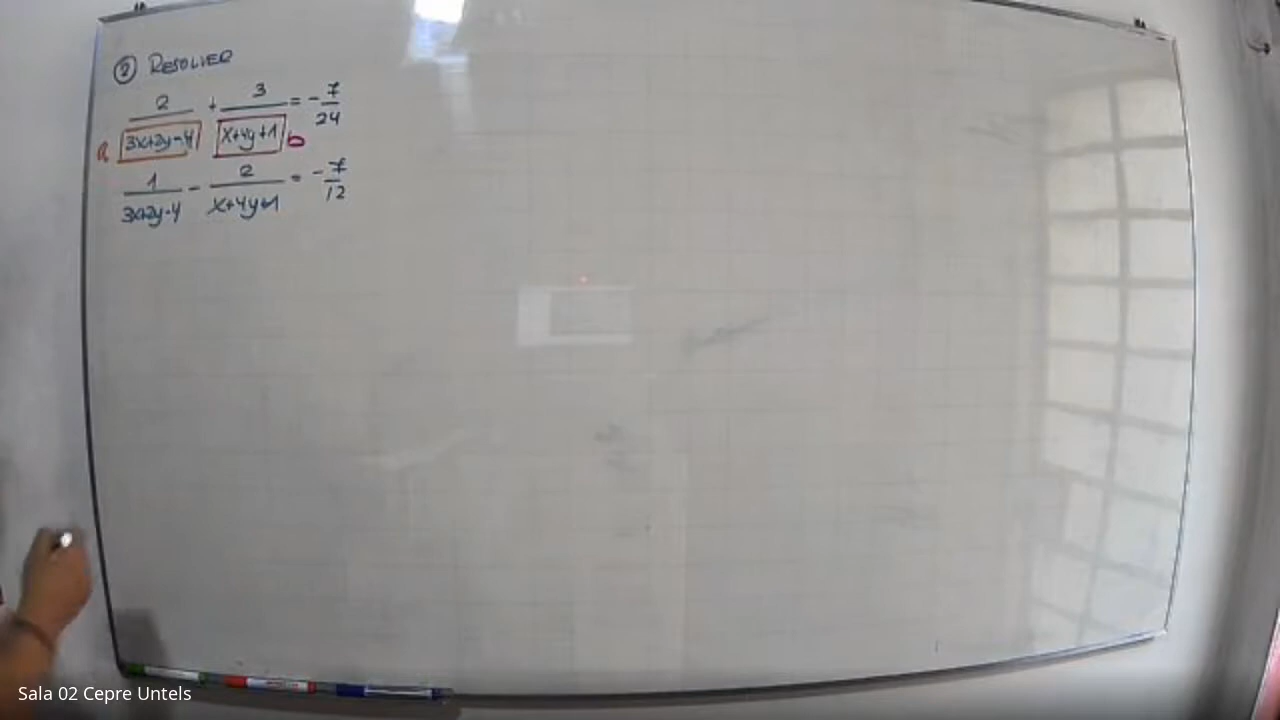 ② RESOLVER
2/(3x+2y-4) + 3/(x+4y+1) = -7/24
a b
1/(3x+2y-4) - 2/(x+4y+1) = -7/12
Sala 02 Cepre Untels